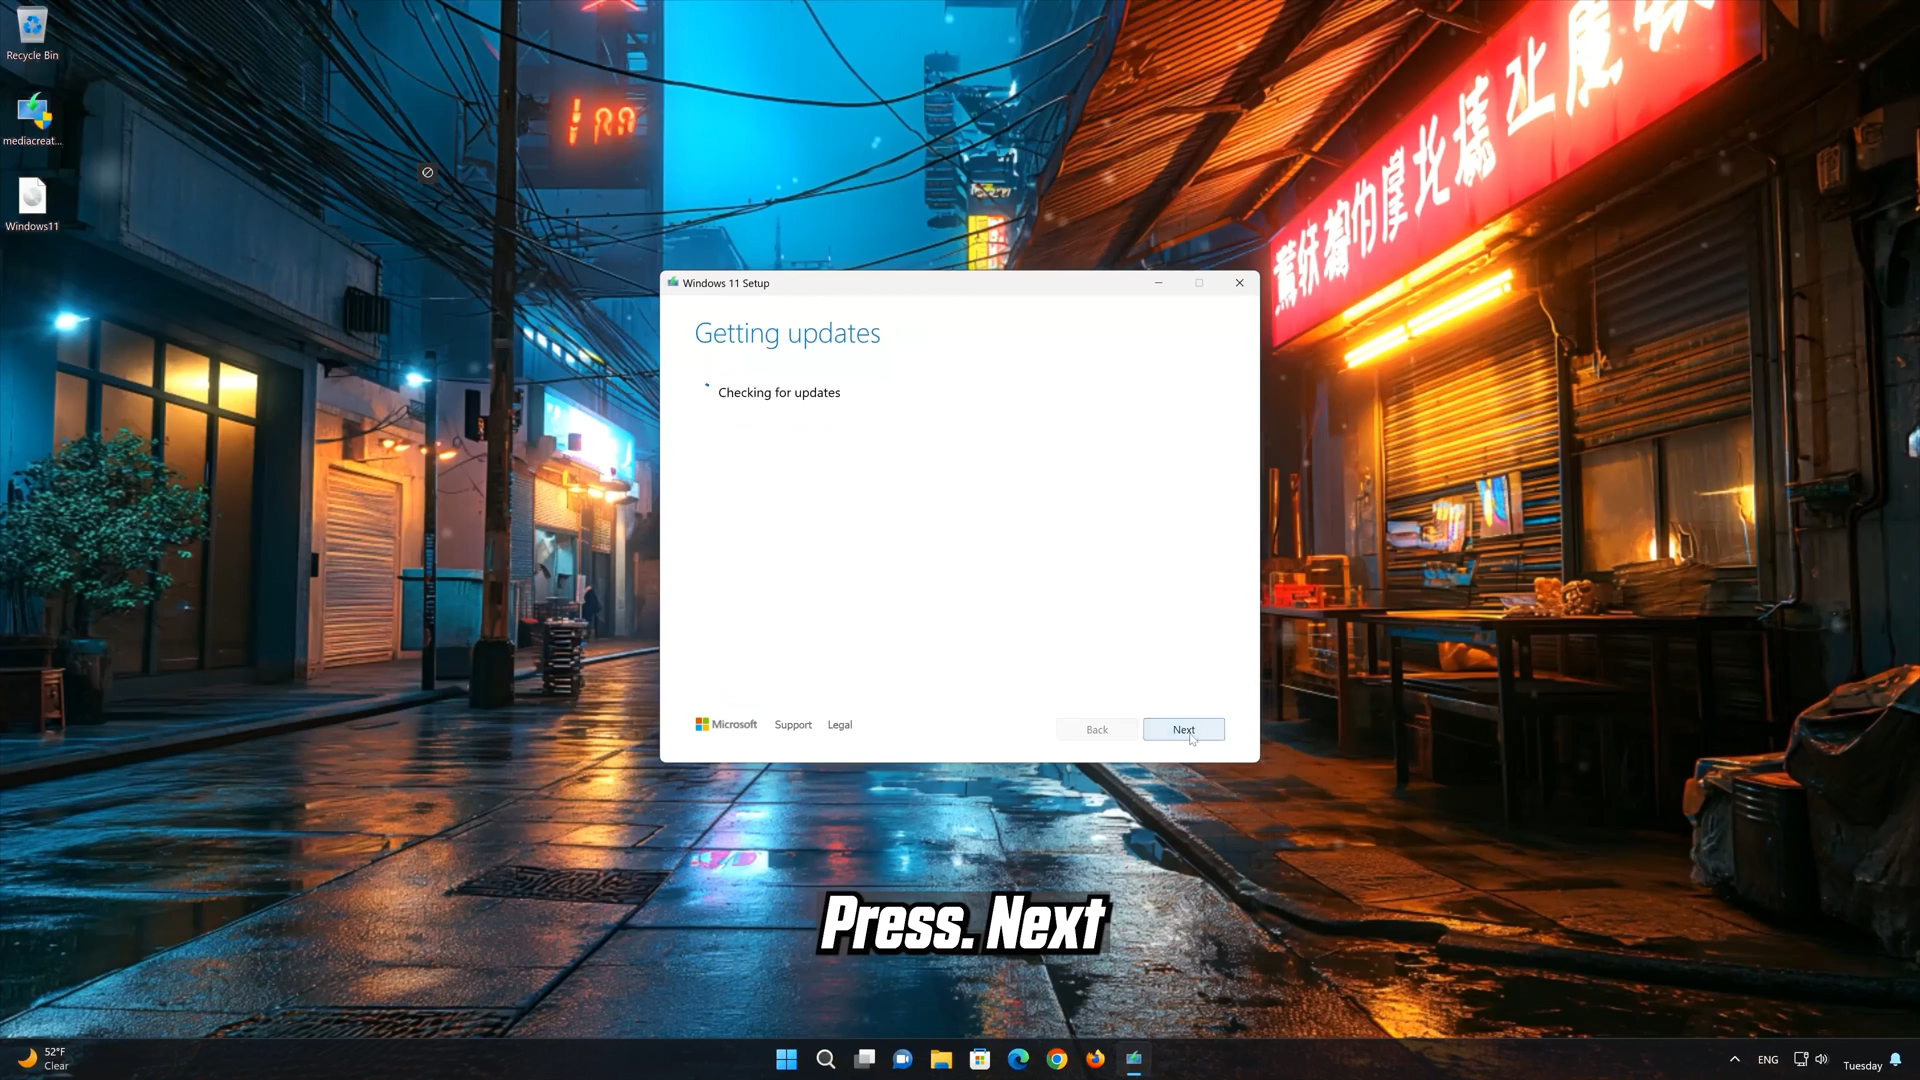 Recycle Bin
mediacreat...
Windows11
Inn
Windows 11 Setup
Getting updates
Checking for updates
Microsoft
Support
Legal
Back
Next
Press. Next
52°F
Clear
ENG
Tuesday